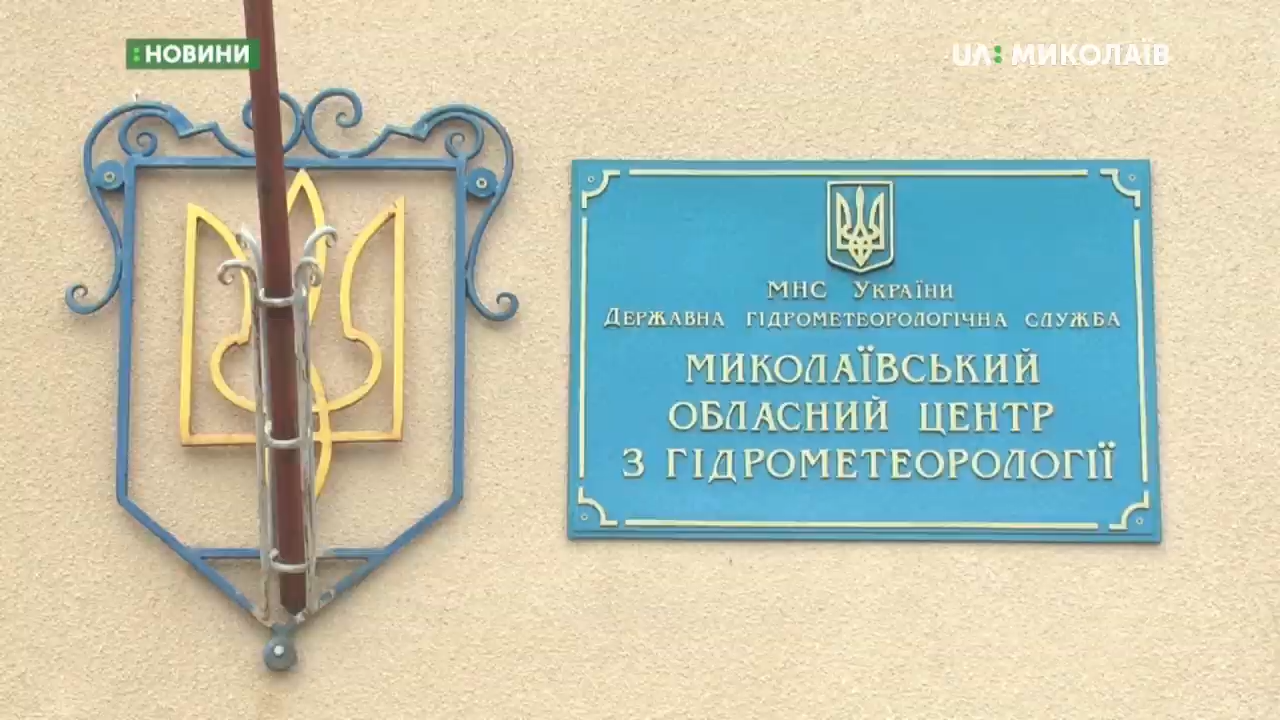 :НОВИНИ
UA: МИКОЛАЇВ
МНС УКРАЇНИ
ДЕРЖАВНА ГІДРОМЕТЕОРОЛОГІЧНА СЛУЖБА
МИКОЛАЇВСЬКИЙ
ОБЛАСНИЙ ЦЕНТР
З ГІДРОМЕТЕОРОЛОГІЇ